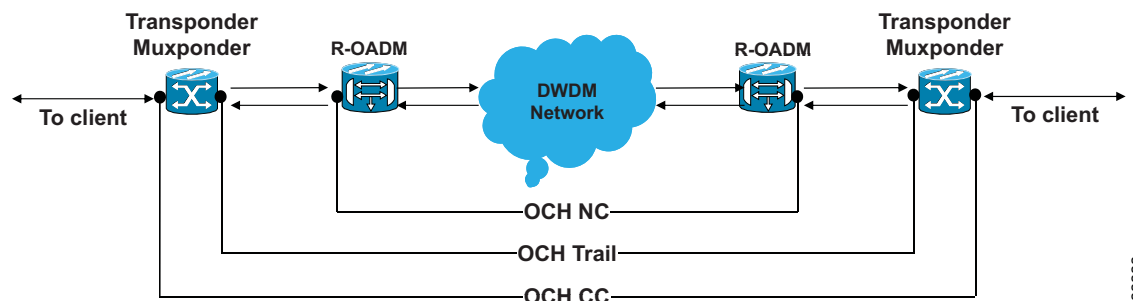 Transponder
Muxponder
R-OADM
R-OADM
Transponder
Muxponder
To client
DWDM
Network
To client
OCH NC
OCH Trail
OCH CC